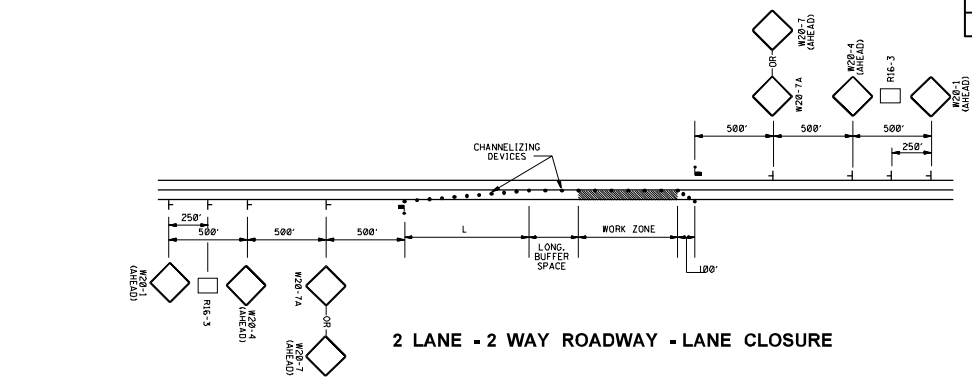 W20-7
(AHEAD)
OR
W20-7A
W20-4
(AHEAD)
R16-3
W20-1
(AHEAD)
500'
500'
500'
250'
CHANNELIZING
DEVICES
250'
500'
500'
500'
L
LONG.
BUFFER
SPACE
WORK ZONE
100'
W20-1
(AHEAD)
R16-3
W20-4
(AHEAD)
W20-7A
OR
W20-7
(AHEAD)
2 LANE - 2 WAY ROADWAY - LANE CLOSURE